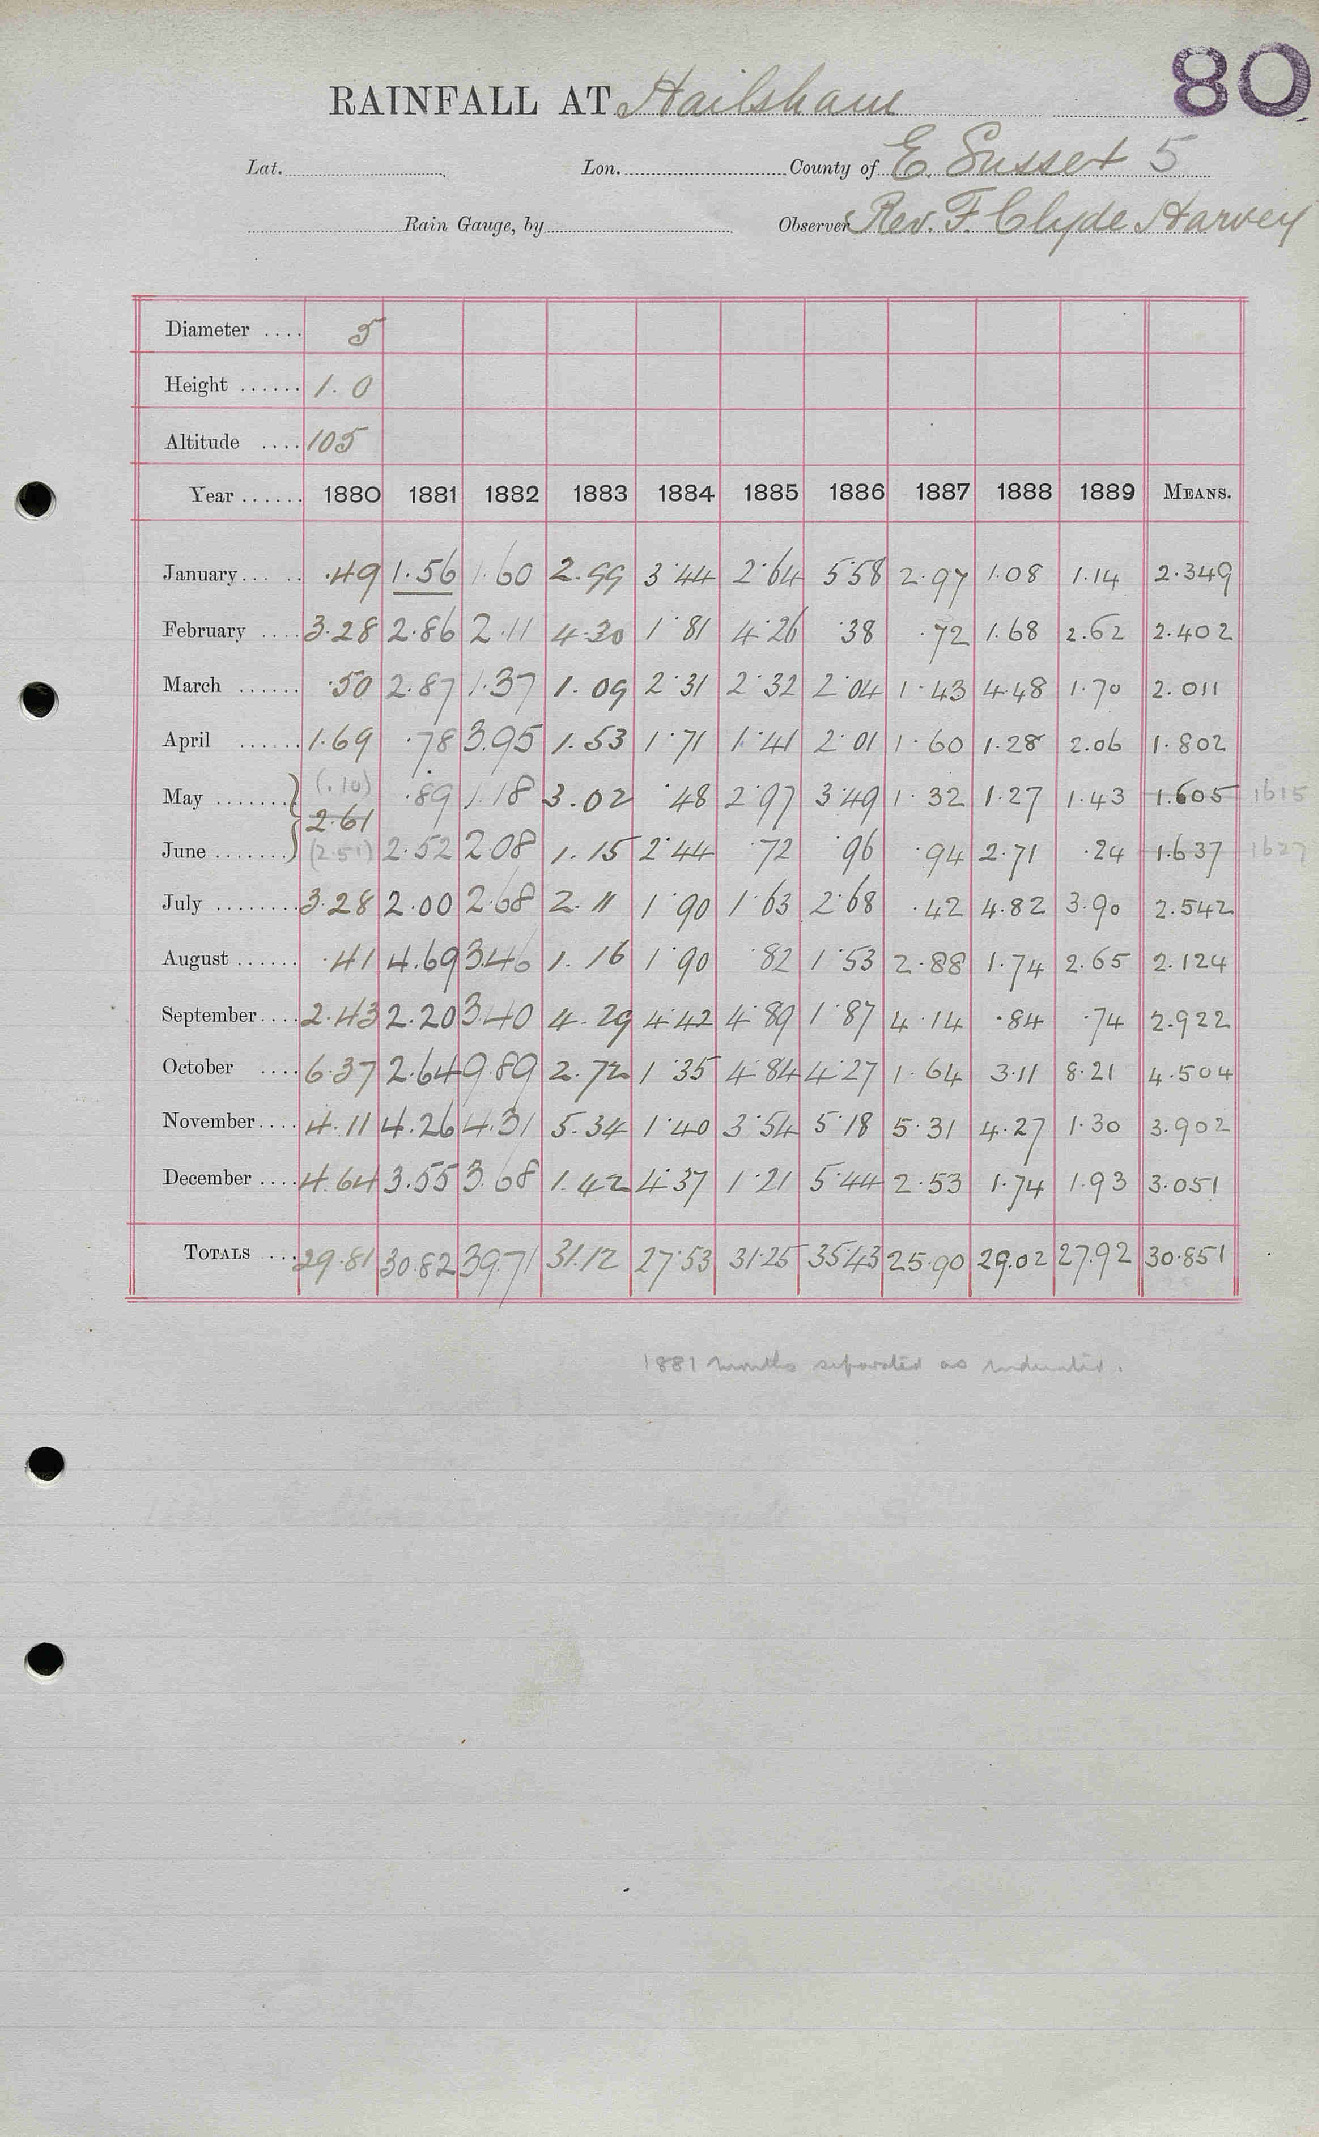 80
RAINFALL AT Hailsham
Lat. Lon. County of E. Sussex 5
Rain Gauge, by Observer Rev. F. Clyde Harvey
Diameter .... 5
Height ...... 1.0
Altitude .... 105
Year ...... 1880 1881 1882 1883 1884 1885 1886 1887 1888 1889 MEANS.
January... .. .49 1.56 1.60 2.99 3.44 2.64 5.58 2.97 1.08 1.14 2.349
February .... 3.28 2.86 2.11 4.30 1.81 4.26 .38 .72 1.68 2.62 2.402
March ...... .50 2.87 1.37 1.09 2.31 2.32 2.04 1.43 4.48 1.70 2.011
April ...... 1.69 .78 3.95 1.53 1.71 1.41 2.01 1.60 1.28 2.06 1.802
May ....... (.10) .89 1.18 3.02 .48 2.97 3.49 1.32 1.27 1.43 1.605 1615
2.61
June ....... (2.51) 2.52 2.08 1.15 2.44 .72 .96 .94 2.71 .24 1.637 1627
July ........ 3.28 2.00 2.68 2.11 1.90 1.63 2.68 .42 4.82 3.90 2.542
August ...... .41 4.69 3.46 1.16 1.90 .82 1.53 2.88 1.74 2.65 2.124
September.... 2.43 2.20 3.40 4.29 4.42 4.89 1.87 4.14 .84 .74 2.922
October .... 6.37 2.64 9.89 2.72 1.35 4.84 4.27 1.64 3.11 8.21 4.504
November.... 4.11 4.26 4.31 5.34 1.40 3.54 5.18 5.31 4.27 1.30 3.902
December .... 4.64 3.55 3.68 1.42 4.37 1.21 5.44 2.53 1.74 1.93 3.051
TOTALS ... 29.81 30.82 39.71 31.12 27.53 31.25 35.43 25.90 29.02 27.92 30.851
1881 months separated as indicated.